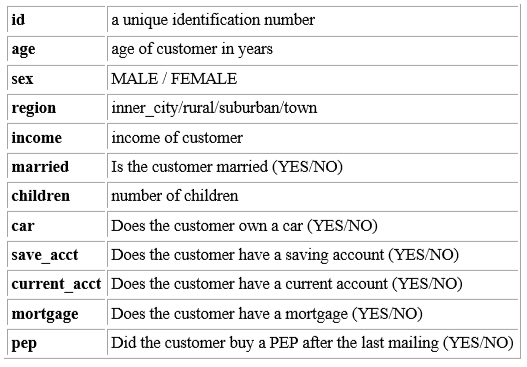 id a unique identification number
age age of customer in years
sex MALE / FEMALE
region inner_city/rural/suburban/town
income income of customer
married Is the customer married (YES/NO)
children number of children
car Does the customer own a car (YES/NO)
save_acct Does the customer have a saving account (YES/NO)
current_acct Does the customer have a current account (YES/NO)
mortgage Does the customer have a mortgage (YES/NO)
pep Did the customer buy a PEP after the last mailing (YES/NO)